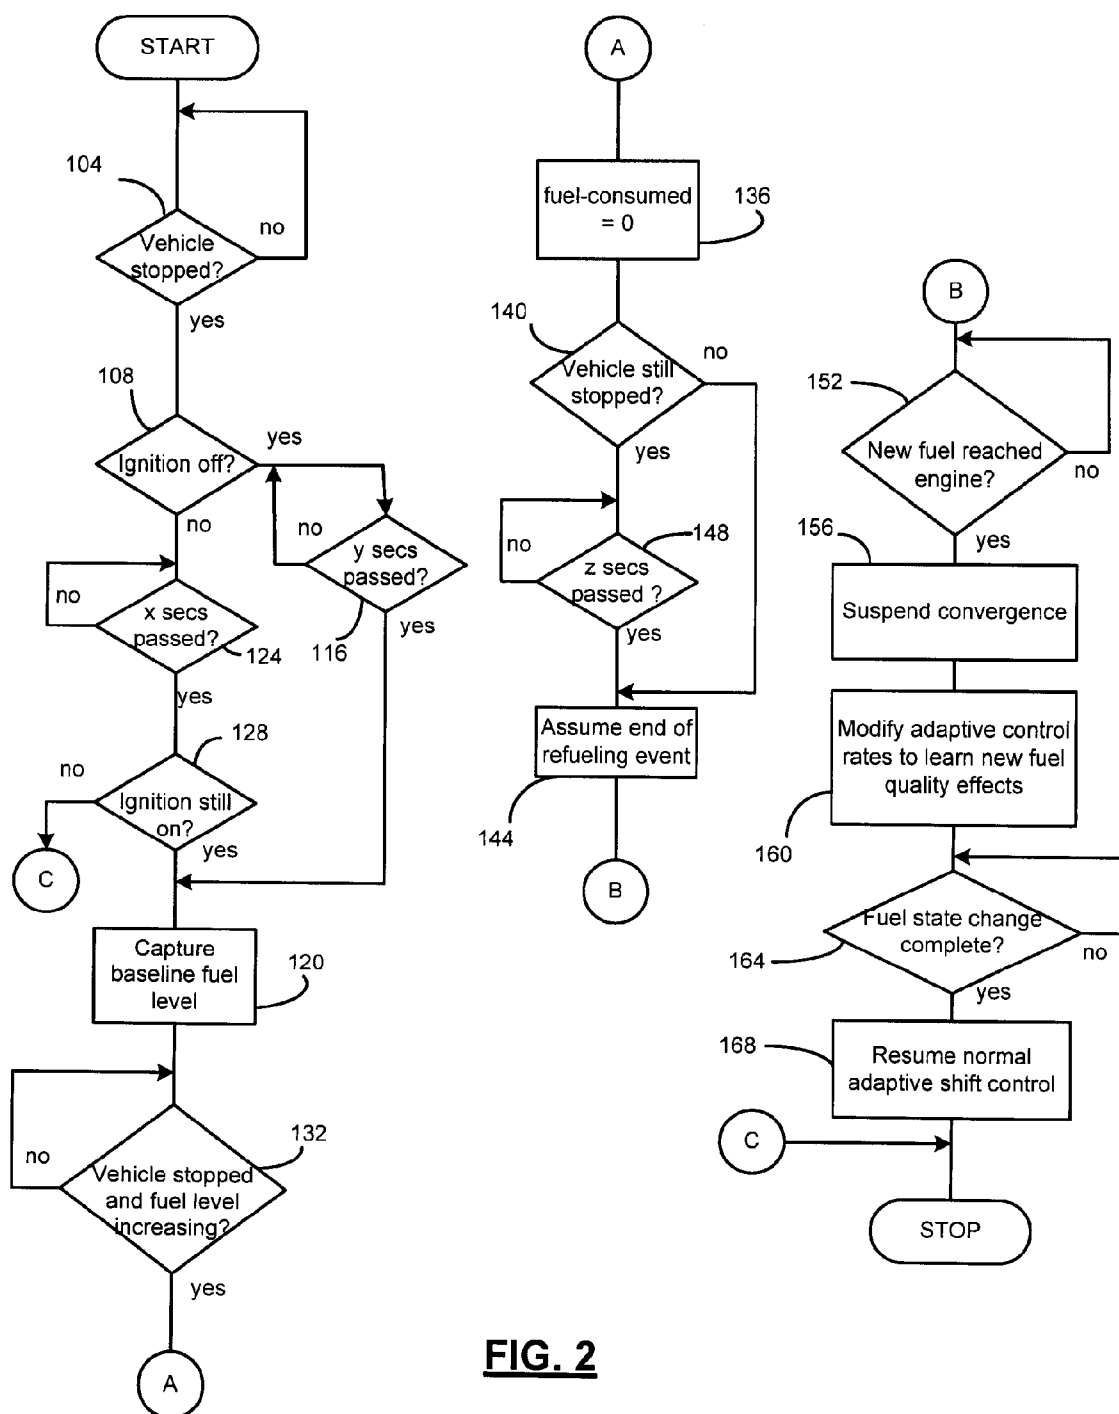 START
104
Vehicle
stopped?
no
yes
108
Ignition off?
yes
no
no
y secs
passed?
yes
116
no
x secs
passed?
124
yes
128
no
Ignition still
on?
yes
C
Capture
baseline fuel
level
120
132
no
Vehicle stopped
and fuel level
increasing?
yes
A
A
fuel-consumed
= 0
136
140
no
Vehicle still
stopped?
yes
148
no
z secs
passed ?
yes
Assume end of
refueling event
144
B
B
152
New fuel reached
engine?
no
yes
156
Suspend convergence
Modify adaptive control
rates to learn new fuel
quality effects
160
Fuel state change
complete?
164
no
yes
168
Resume normal
adaptive shift control
C
STOP
FIG. 2